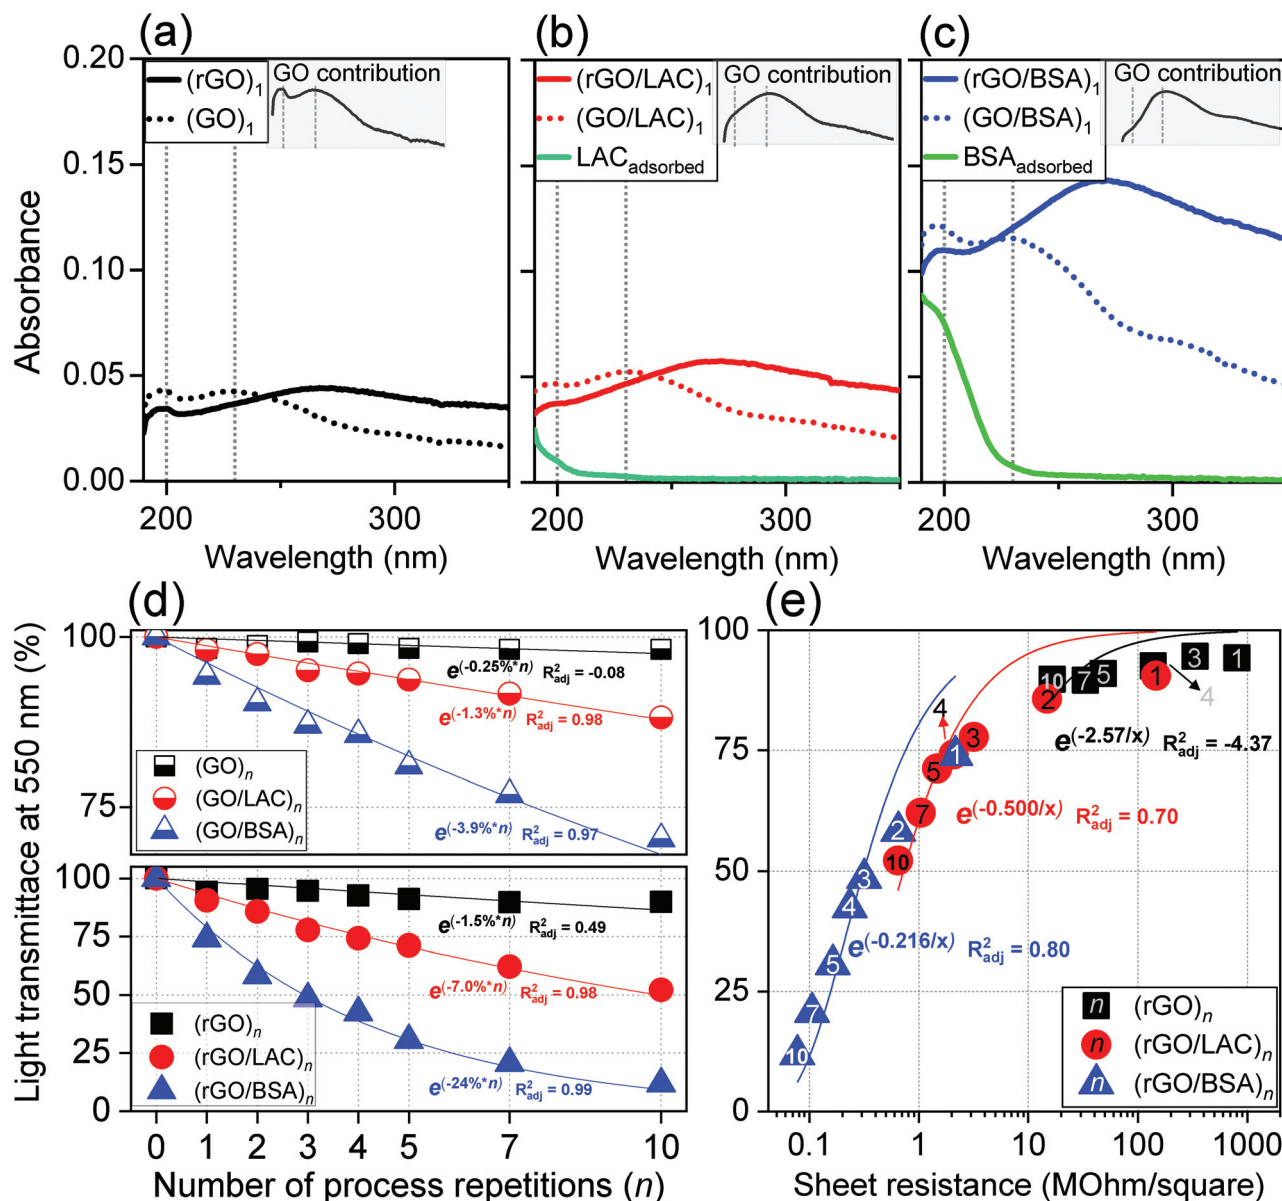 (a)
(b)
(c)
0.20
0.15
0.10
0.05
0.00
Absorbance
(rGO)1
(GO)1
GO contribution
200
300
Wavelength (nm)
(rGO/LAC)1
(GO/LAC)1
LACadsorbed
GO contribution
200
300
Wavelength (nm)
(rGO/BSA)1
(GO/BSA)1
BSAadsorbed
GO contribution
200
300
Wavelength (nm)
(d)
Light transmittace at 550 nm (%)
100
75
e(-0.25%*n) R2adj = -0.08
e(-1.3%*n) R2adj = 0.98
e(-3.9%*n) R2adj = 0.97
(GO)n
(GO/LAC)n
(GO/BSA)n
100
75
50
25
0
e(-1.5%*n) R2adj = 0.49
e(-7.0%*n) R2adj = 0.98
e(-24%*n) R2adj = 0.99
(rGO)n
(rGO/LAC)n
(rGO/BSA)n
0 1 2 3 4 5 7 10
Number of process repetitions (n)
(e)
100
75
50
25
0
10 7 5 3 1
4
2 1
4
3
5
1
7
2
10
3
4
5
7
10
e(-2.57/x) R2adj = -4.37
e(-0.500/x) R2adj = 0.70
e(-0.216/x) R2adj = 0.80
n (rGO)n
n (rGO/LAC)n
n (rGO/BSA)n
0.1 1 10 100 1000
Sheet resistance (MOhm/square)